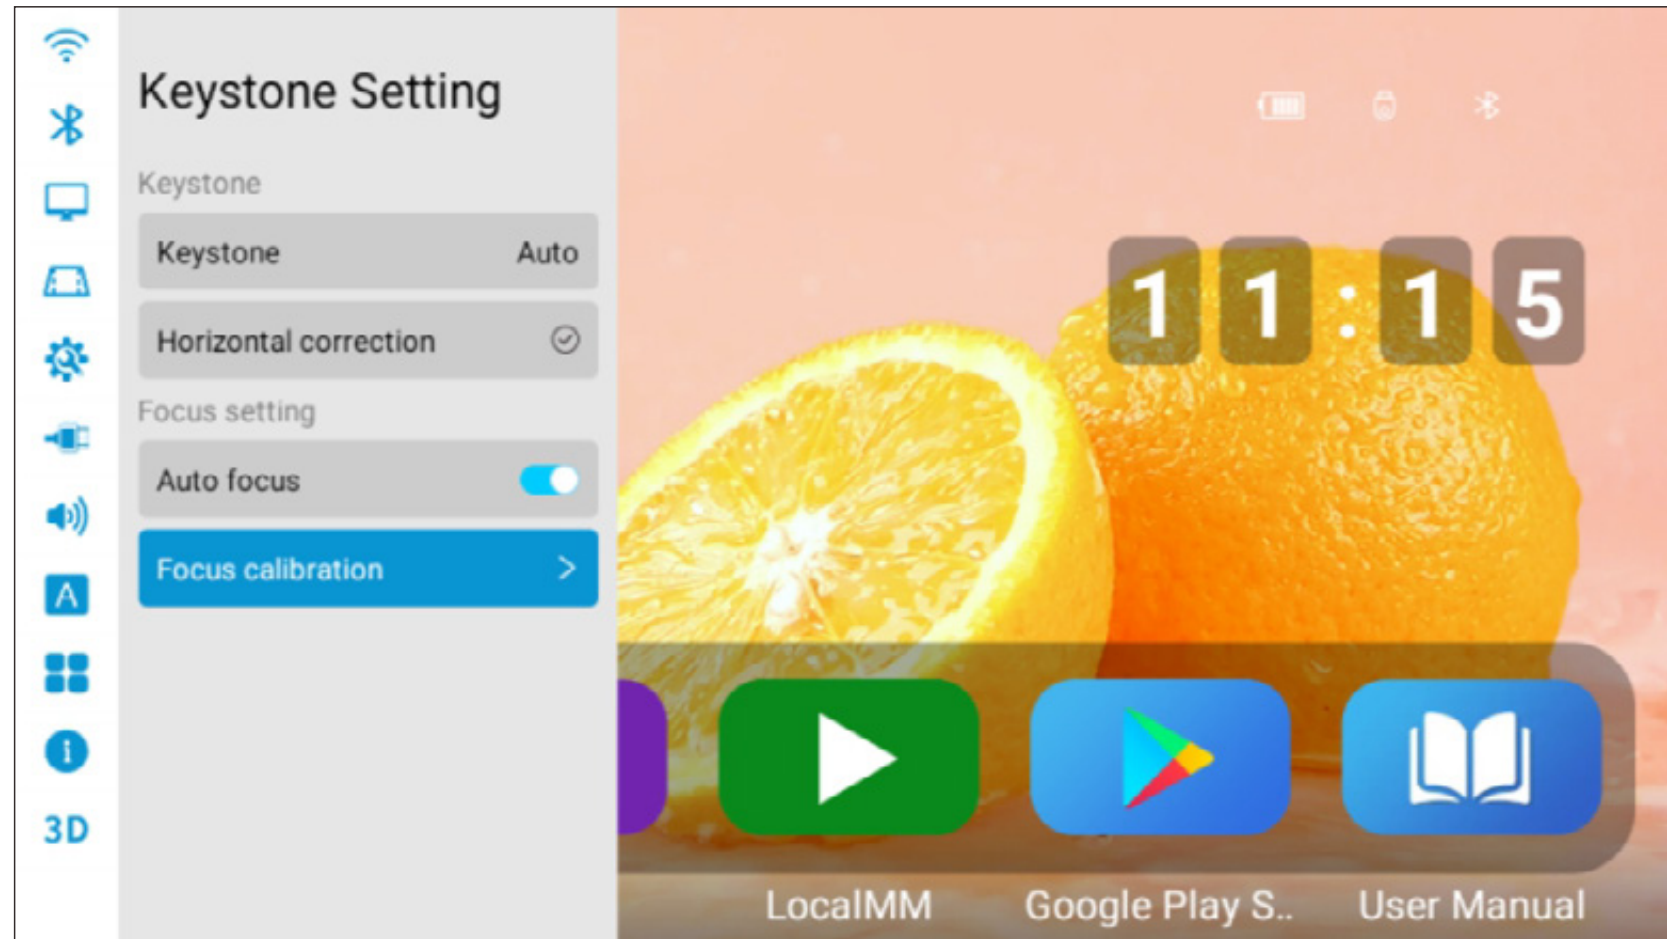 Keystone Setting
Keystone
Keystone Auto
Horizontal correction
Focus setting
Auto focus
Focus calibration >
A
3D
11:15
LocalMM
Google Play S..
User Manual